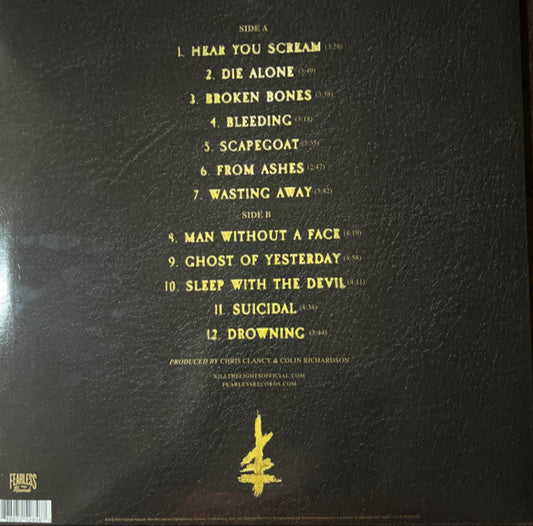 SIDE A
1. HEAR YOU SCREAM (3:28)
2. DIE ALONE (3:49)
3. BROKEN BONES (3:38)
4. BLEEDING (3:18)
5. SCAPEGOAT (3:35)
6. FROM ASHES (2:47)
7. WASTING AWAY (3:42)
SIDE B
8. MAN WITHOUT A FACE (4:19)
9. GHOST OF YESTERDAY (4:58)
10. SLEEP WITH THE DEVIL (4:11)
11. SUICIDAL (4:34)
12. DROWNING (3:44)
PRODUCED BY CHRIS CLANCY & COLIN RICHARDSON
KILLTHELIGHTSOFFICIAL.COM
FEARLESSRECORDS.COM
FEARLESS
Records